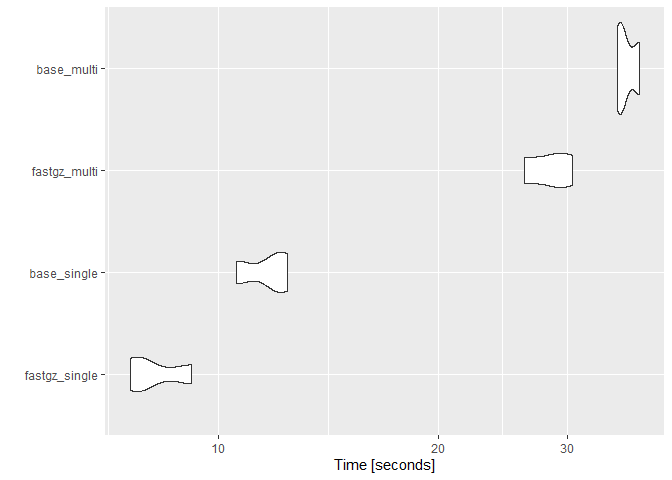 base_multi
fastgz_multi
base_single
fastgz_single
10 20 30
Time [seconds]